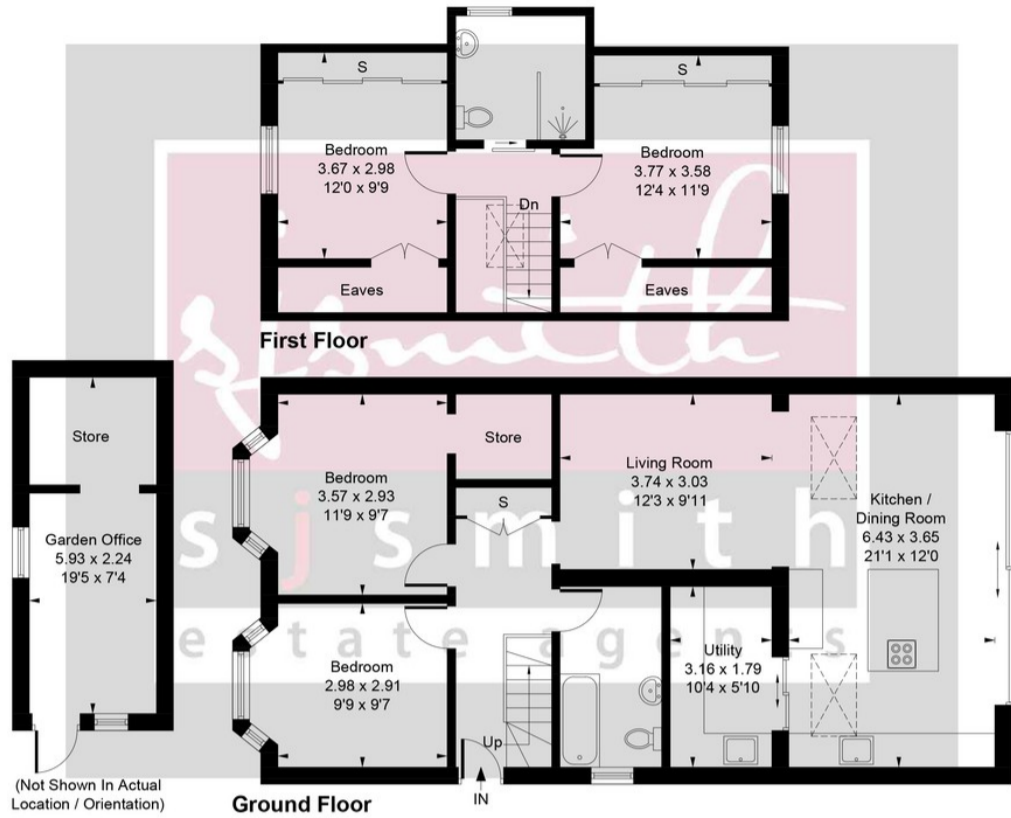 S
Bedroom
3.67 x 2.98
12'0 x 9'9
S
Bedroom
3.77 x 3.58
12'4 x 11'9
Dn
Eaves
Eaves
First Floor
sjsmith
Store
Garden Office
5.93 x 2.24
19'5 x 7'4
(Not Shown In Actual
Location / Orientation)
Bedroom
3.57 x 2.93
11'9 x 9'7
Store
S
Living Room
3.74 x 3.03
12'3 x 9'11
Kitchen /
Dining Room
6.43 x 3.65
21'1 x 12'0
sjsmith
estate agents
Bedroom
2.98 x 2.91
9'9 x 9'7
Utility
3.16 x 1.79
10'4 x 5'10
Up
IN
Ground Floor